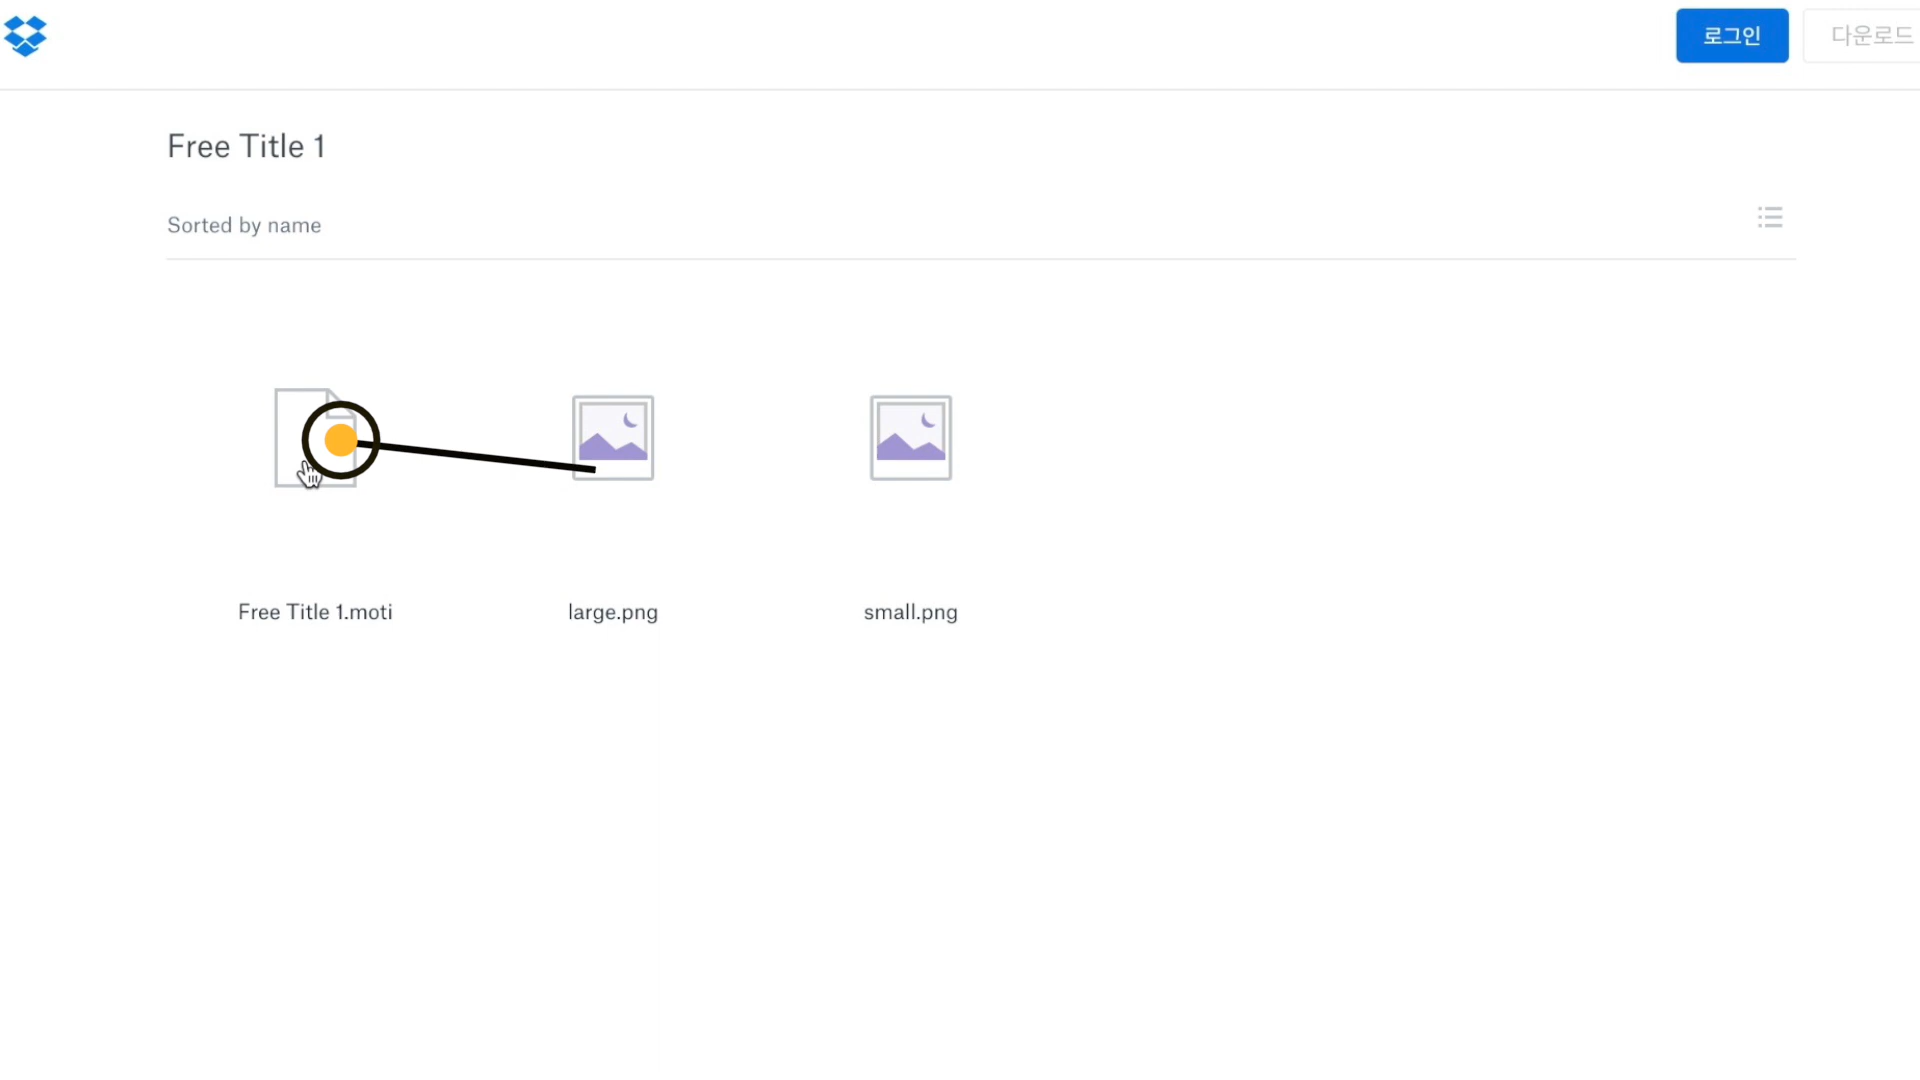 로그인
다운로드
Free Title 1
Sorted by name
Free Title 1.moti
large.png
small.png